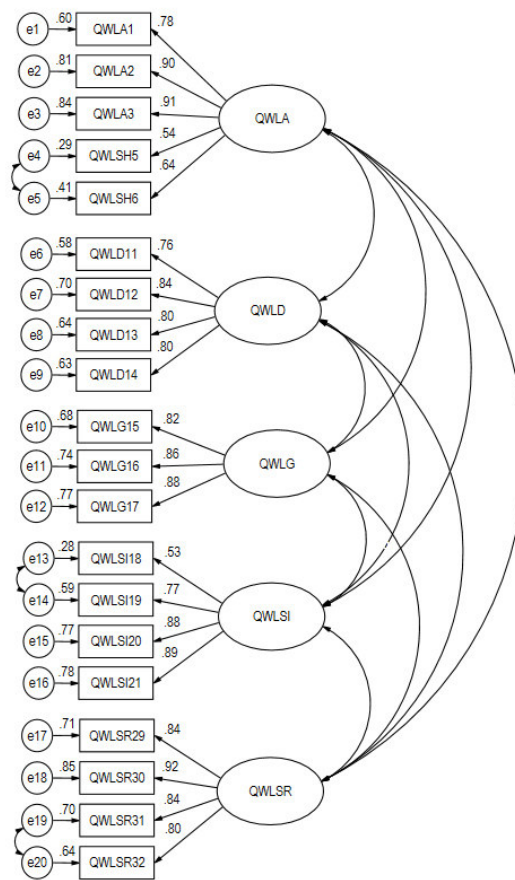 e1 .60 QWLA1 .78
e2 .81 QWLA2 .90
e3 .84 QWLA3 .91
e4 .29 QWLSH5 .54
e5 .41 QWLSH6 .64
QWLA
e6 .58 QWLD11 .76
e7 .70 QWLD12 .84
e8 .64 QWLD13 .80
e9 .63 QWLD14 .80
QWLD
e10 .68 QWLG15 .82
e11 .74 QWLG16 .86
e12 .77 QWLG17 .88
QWLG
e13 .28 QWLSI18 .53
e14 .59 QWLSI19 .77
e15 .77 QWLSI20 .88
e16 .78 QWLSI21 .89
QWLSI
e17 .71 QWLSR29 .84
e18 .85 QWLSR30 .92
e19 .70 QWLSR31 .84
e20 .64 QWLSR32 .80
QWLSR